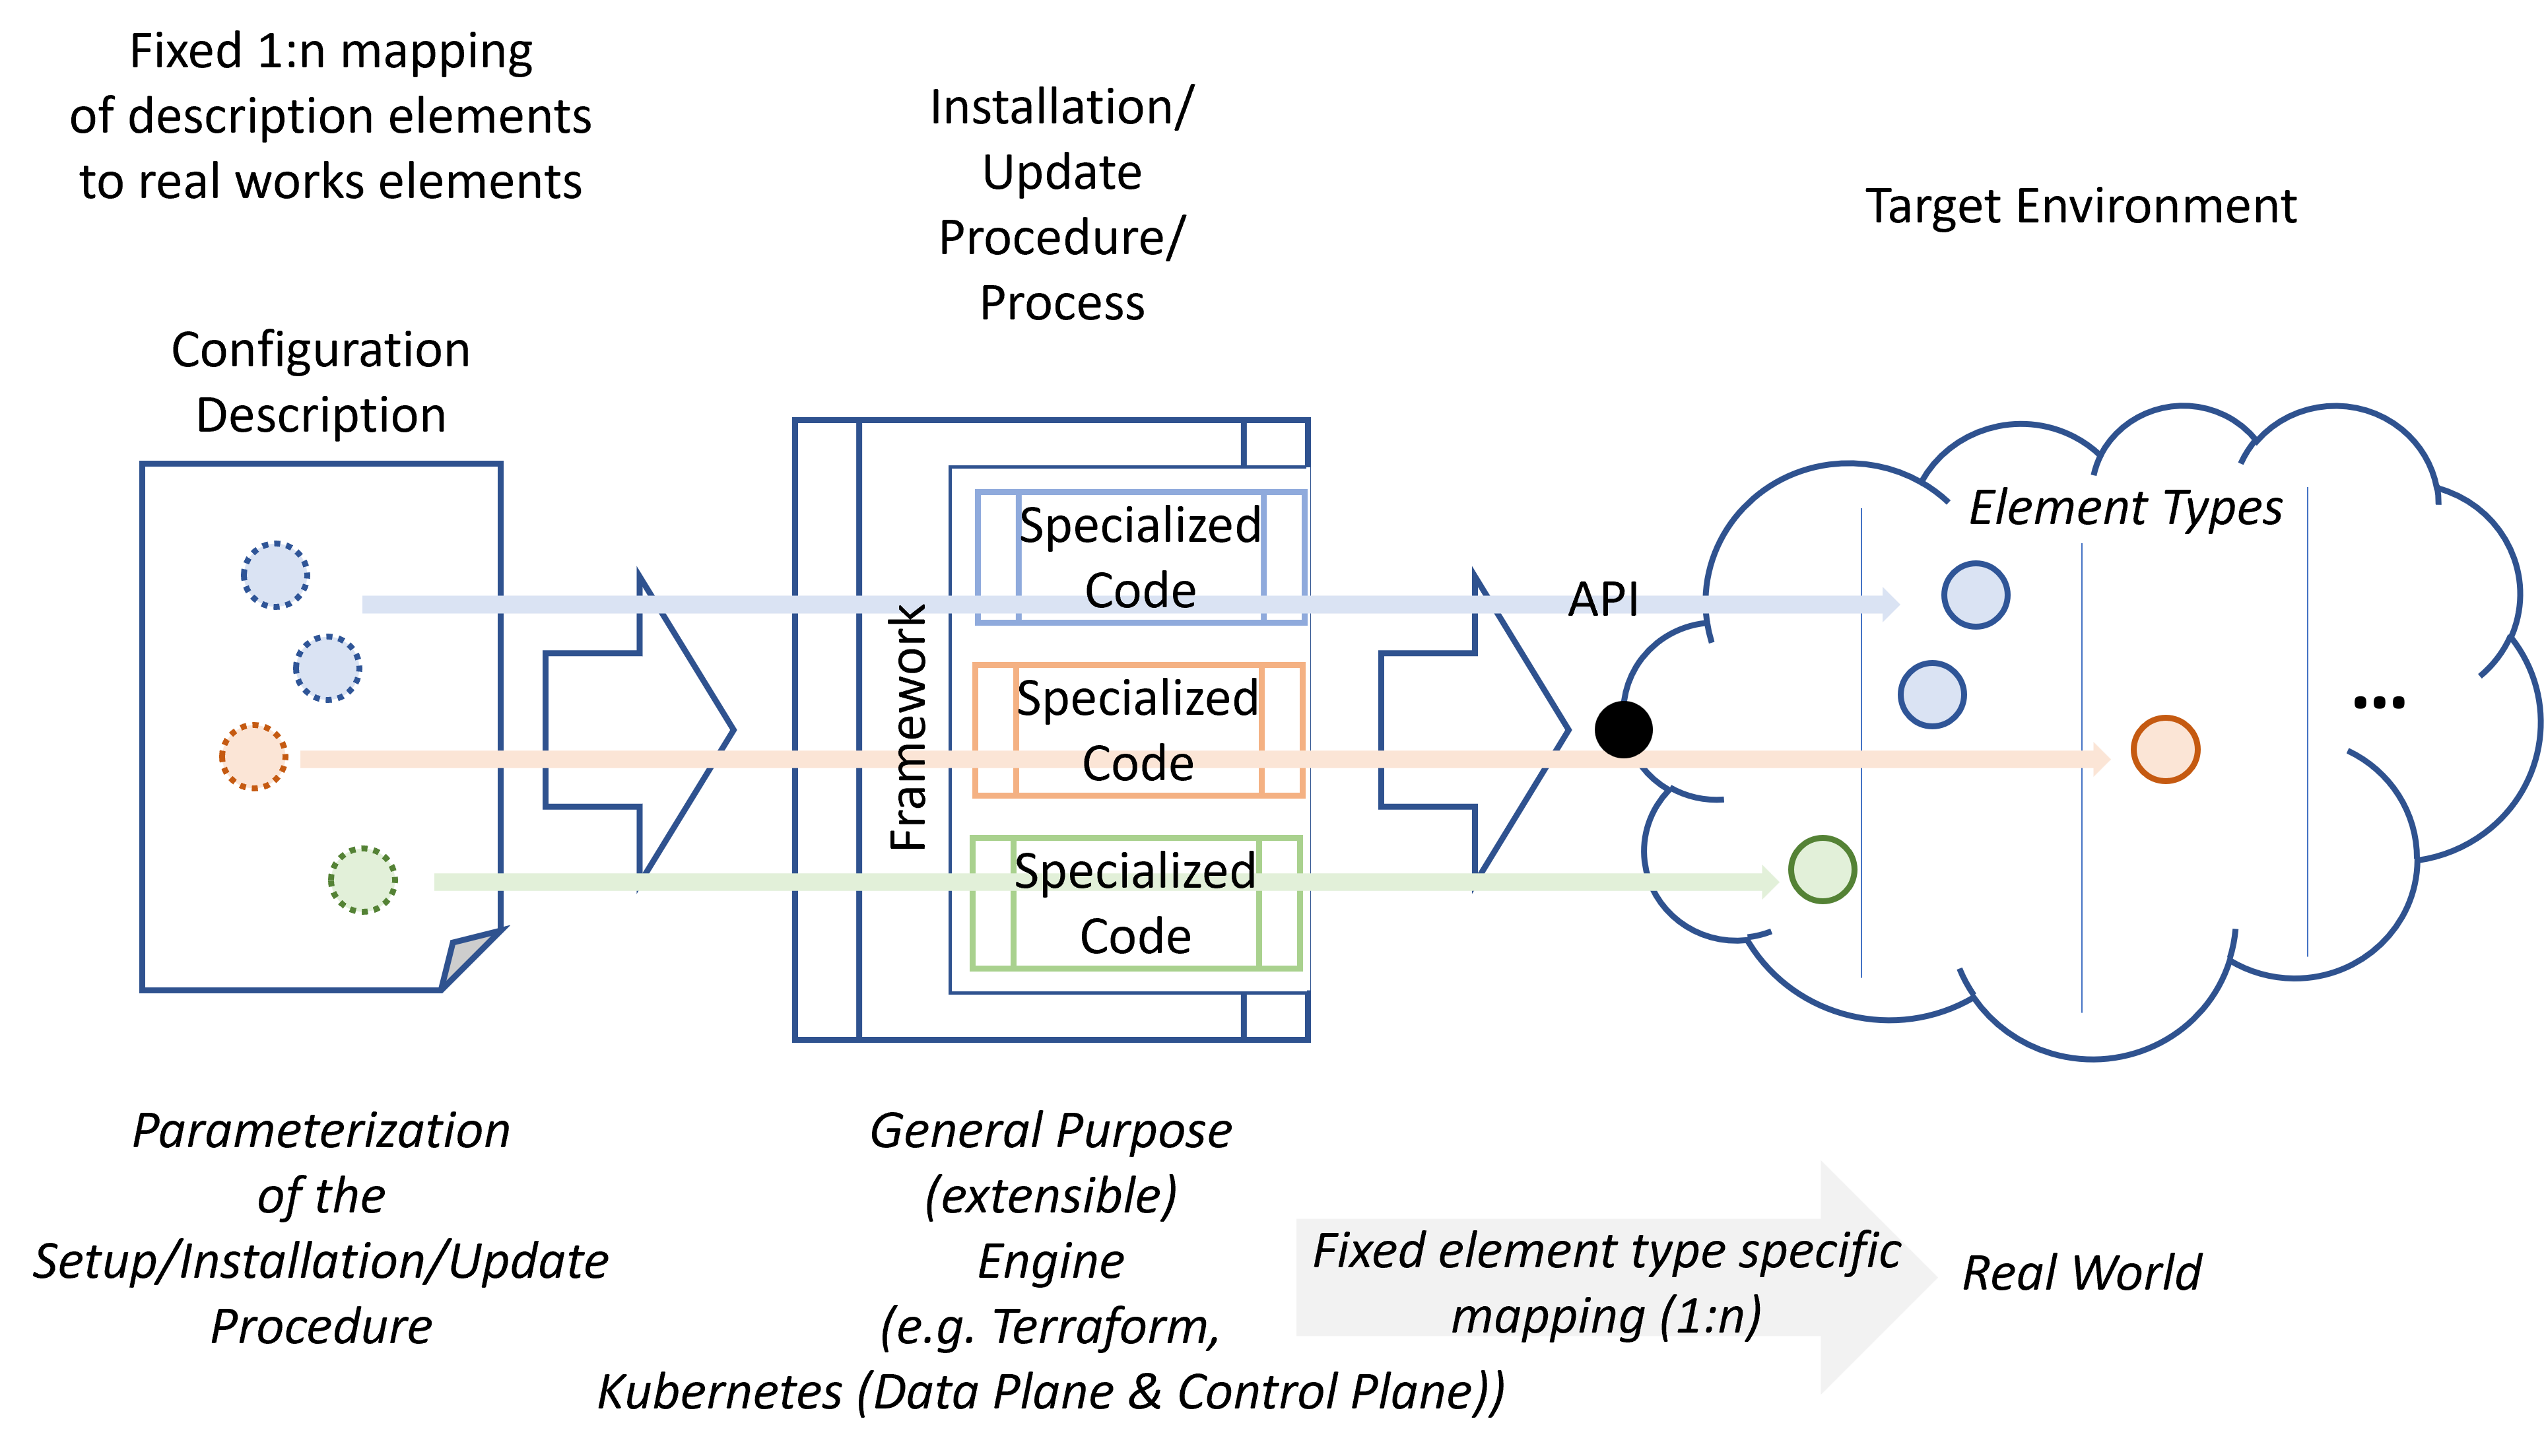 Fixed 1:n mapping
of description elements
to real works elements
Installation/
Update
Procedure/
Process
Target Environment
Configuration
Description
Element Types
Specialized
Code
API
Framework
Specialized
Code
...
Specialized
Code
Parameterization
of the
Setup/Installation/Update
Procedure
General Purpose
(extensible)
Engine
(e.g. Terraform,
Kubernetes (Data Plane & Control Plane))
Fixed element type specific
mapping (1:n)
Real World